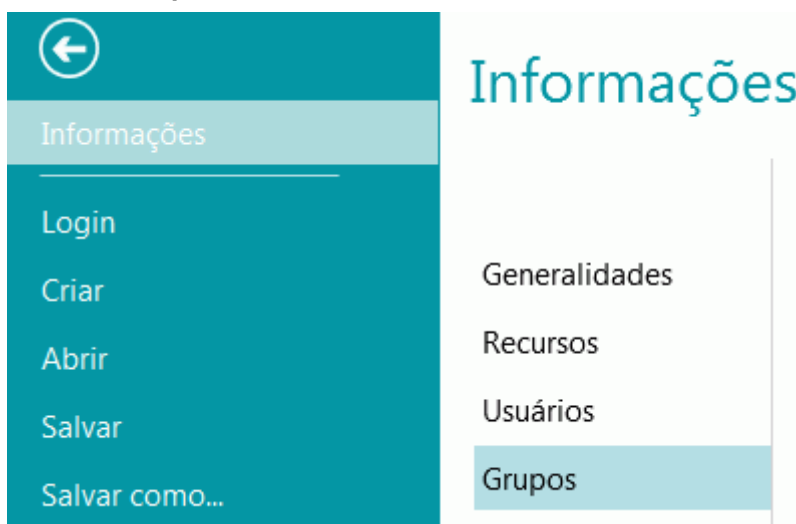 Informações
Login
Criar
Abrir
Salvar
Salvar como...
Informações
Generalidades
Recursos
Usuários
Grupos